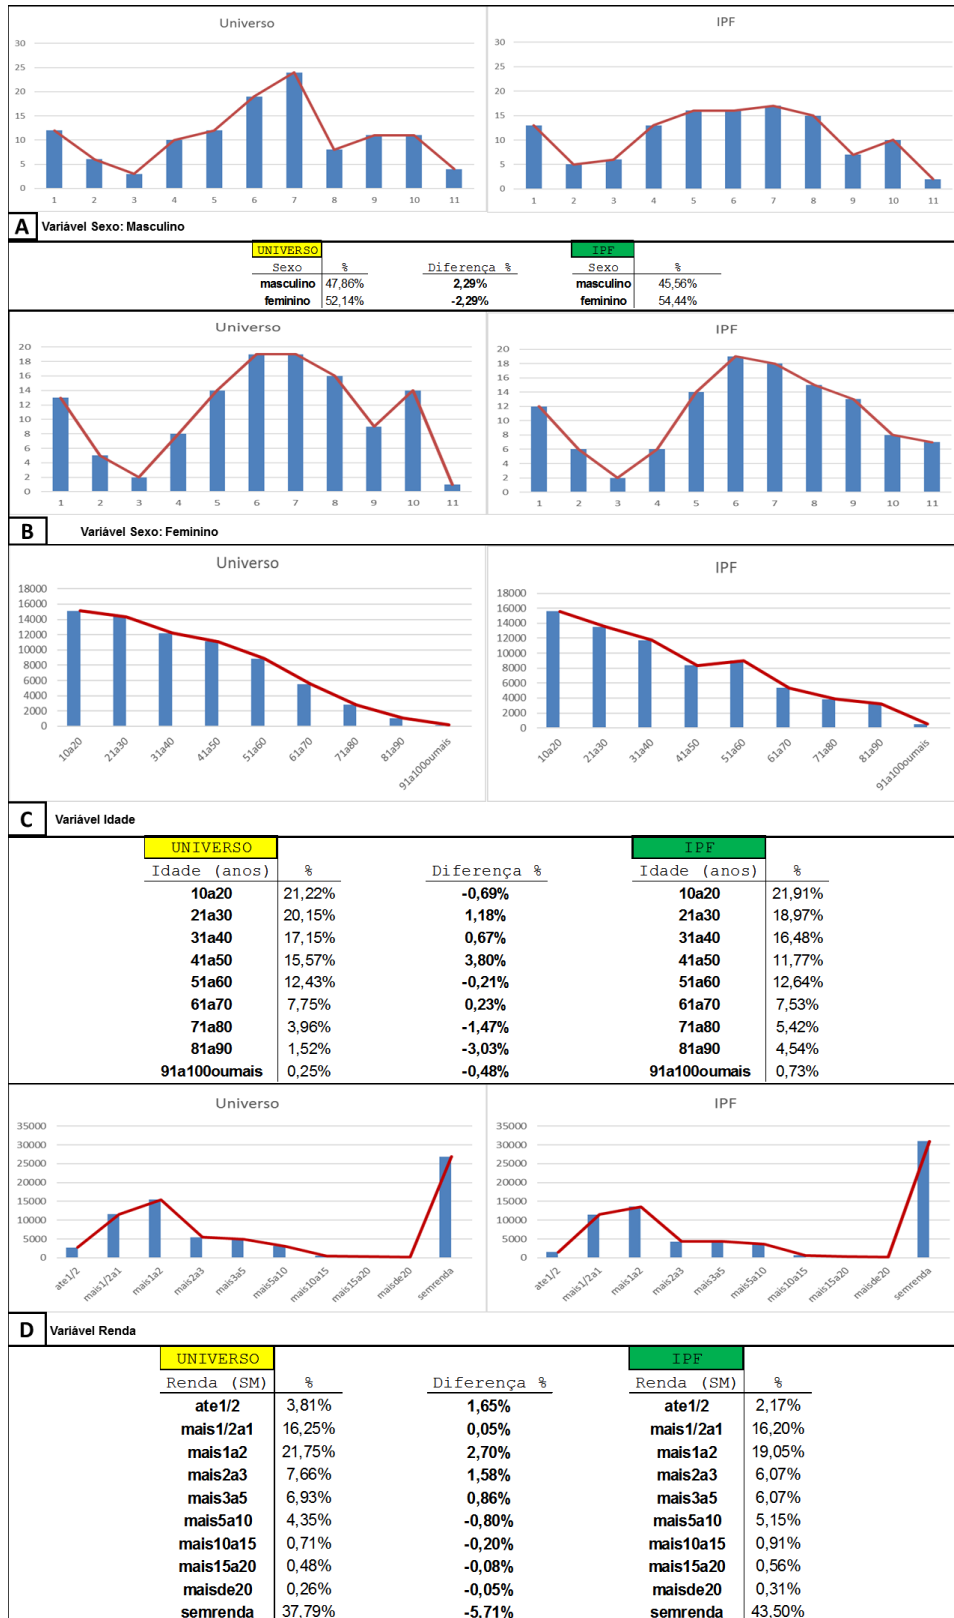 Universo
30
25
20
15
10
5
0
1 2 3 4 5 6 7 8 9 10 11
IPF
30
25
20
15
10
5
0
1 2 3 4 5 6 7 8 9 10 11
A Variável Sexo: Masculino
UNIVERSO IPF
Sexo % Diferença % Sexo %
masculino 47,86% 2,29% masculino 45,56%
feminino 52,14% -2,29% feminino 54,44%
Universo
20
18
16
14
12
10
8
6
4
2
0
1 2 3 4 5 6 7 8 9 10 11
IPF
20
18
16
14
12
10
8
6
4
2
0
1 2 3 4 5 6 7 8 9 10 11
B Variável Sexo: Feminino
Universo
18000
16000
14000
12000
10000
8000
6000
4000
2000
0
10a20 21a30 31a40 41a50 51a60 61a70 71a80 81a90 91a100oumais
IPF
18000
16000
14000
12000
10000
8000
6000
4000
2000
0
10a20 21a30 31a40 41a50 51a60 61a70 71a80 81a90 91a100oumais
C Variável Idade
UNIVERSO IPF
Idade (anos) % Diferença % Idade (anos) %
10a20 21,22% -0,69% 10a20 21,91%
21a30 20,15% 1,18% 21a30 18,97%
31a40 17,15% 0,67% 31a40 16,48%
41a50 15,57% 3,80% 41a50 11,77%
51a60 12,43% -0,21% 51a60 12,64%
61a70 7,75% 0,23% 61a70 7,53%
71a80 3,96% -1,47% 71a80 5,42%
81a90 1,52% -3,03% 81a90 4,54%
91a100oumais 0,25% -0,48% 91a100oumais 0,73%
Universo
35000
30000
25000
20000
15000
10000
5000
0
ate1/2 mais1/2a1 mais1a2 mais2a3 mais3a5 mais5a10 mais10a15 mais15a20 maisde20 semrenda
IPF
35000
30000
25000
20000
15000
10000
5000
0
ate1/2 mais1/2a1 mais1a2 mais2a3 mais3a5 mais5a10 mais10a15 mais15a20 maisde20 semrenda
D Variável Renda
UNIVERSO IPF
Renda (SM) % Diferença % Renda (SM) %
ate1/2 3,81% 1,65% ate1/2 2,17%
mais1/2a1 16,25% 0,05% mais1/2a1 16,20%
mais1a2 21,75% 2,70% mais1a2 19,05%
mais2a3 7,66% 1,58% mais2a3 6,07%
mais3a5 6,93% 0,86% mais3a5 6,07%
mais5a10 4,35% -0,80% mais5a10 5,15%
mais10a15 0,71% -0,20% mais10a15 0,91%
mais15a20 0,48% -0,08% mais15a20 0,56%
maisde20 0,26% -0,05% maisde20 0,31%
semrenda 37,79% -5,71% semrenda 43,50%